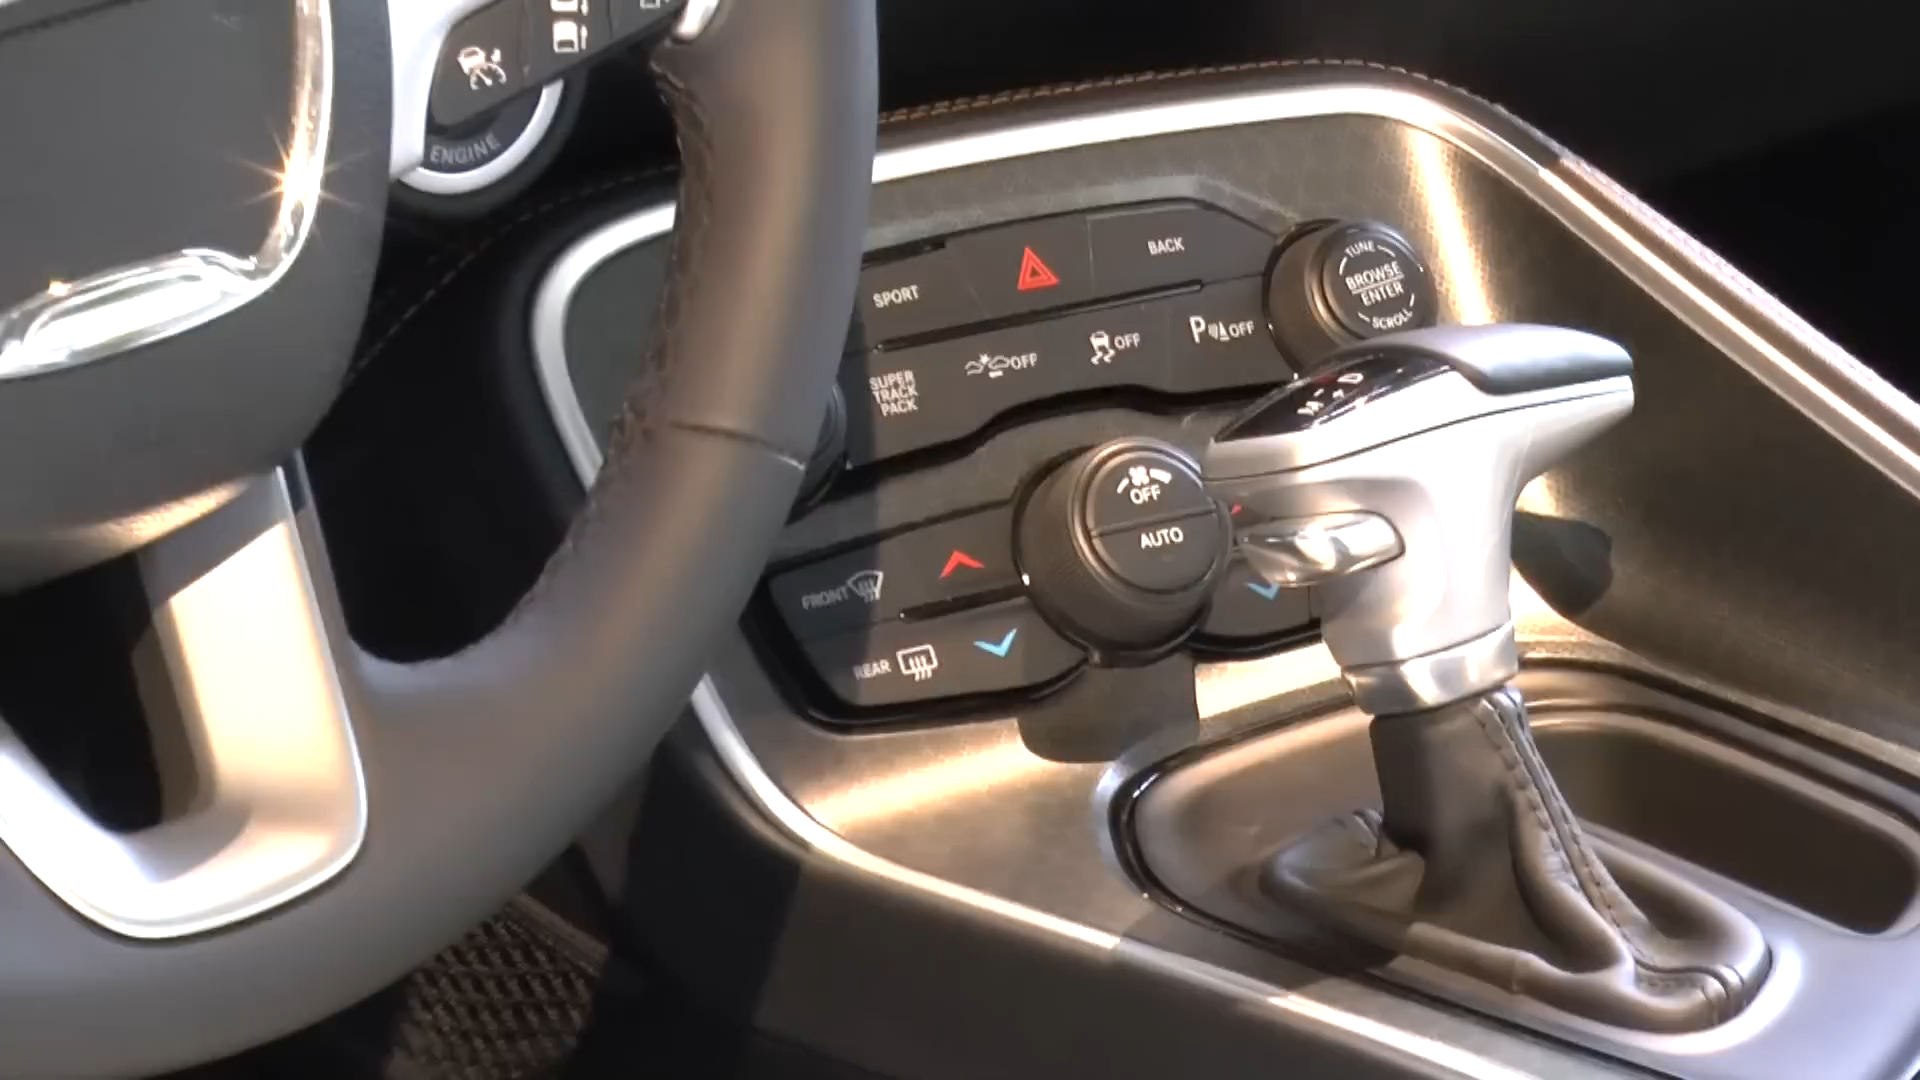 ENGINE
SPORT
BACK
TUNE
BROWSE
ENTER
SCROLL
SUPER
TRACK
PACK
OFF
OFF
P OFF
D
M
OFF
AUTO
FRONT
REAR